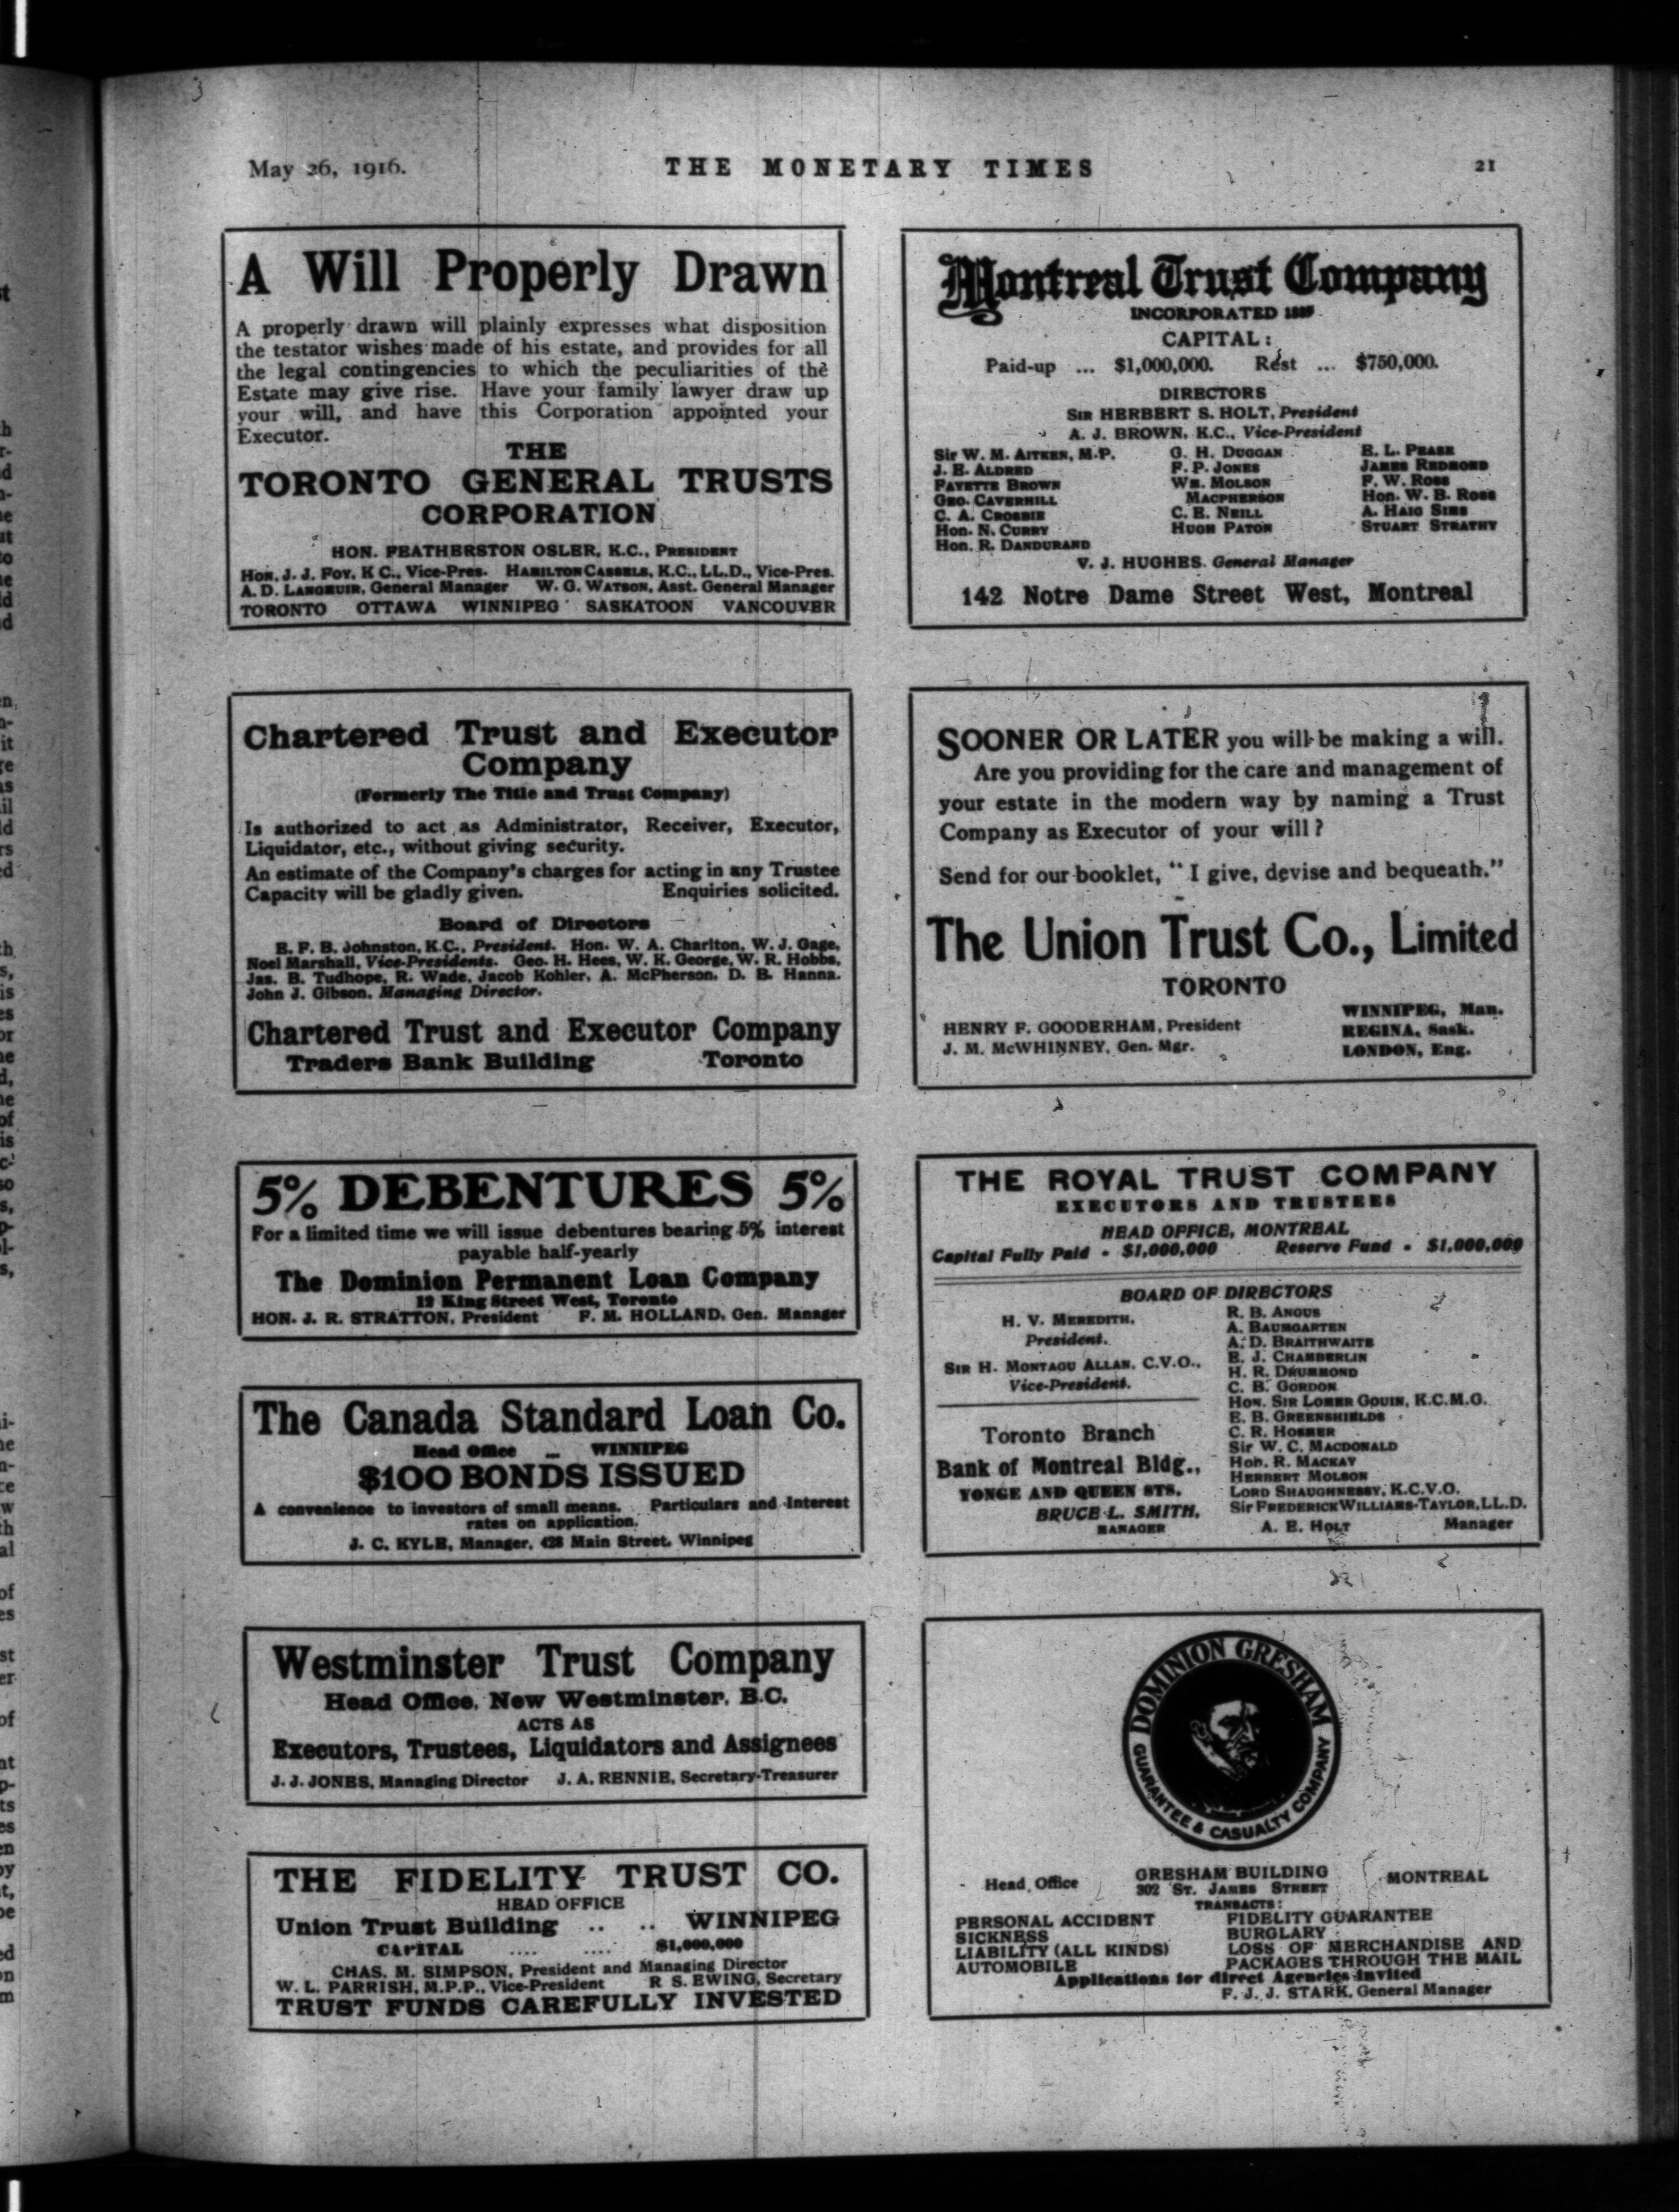 May 26, 1916.
THE MONETARY TIMES
21
A Will Properly Drawn
A properly drawn will plainly expresses what disposition
the testator wishes made of his estate, and provides for all
the legal contingencies to which the peculiarities of the
Estate may give rise. Have your family lawyer draw up
your will, and have this Corporation appointed your
Executor.
THE
TORONTO GENERAL TRUSTS
CORPORATION
HON. FEATHERSTON OSLER, K.C., PRESIDENT
HON. J. J. FOY, K C., Vice-Pres. HAMILTON CASSELS, K.C., LL.D., Vice-Pres.
A. D. LANGMUIR, General Manager W. G. WATSON, Asst. General Manager
TORONTO OTTAWA WINNIPEG SASKATOON VANCOUVER
Chartered Trust and Executor
Company
(Formerly The Title and Trust Company)
Is authorized to act as Administrator, Receiver, Executor,
Liquidator, etc., without giving security.
An estimate of the Company's charges for acting in any Trustee
Capacity will be gladly given. Enquiries solicited.
Board of Directors
E. F. B. Johnston, K.C., President. Hon. W. A. Charlton, W. J. Gage,
Noel Marshall, Vice-Presidents. Geo. H. Hees, W. K. George, W. R. Hobbs,
Jas. B. Tudhope, R. Wade, Jacob Kohler, A. McPherson, D. B. Hanna.
John J. Gibson, Managing Director.
Chartered Trust and Executor Company
Traders Bank Building Toronto
5% DEBENTURES 5%
For a limited time we will issue debentures bearing 5% interest
payable half-yearly
The Dominion Permanent Loan Company
12 King Street West, Toronto
HON. J. R. STRATTON, President F. M. HOLLAND, Gen. Manager
The Canada Standard Loan Co.
Head Office ... WINNIPEG
$100 BONDS ISSUED
A convenience to investors of small means. Particulars and Interest
rates on application.
J. C. KYLE, Manager, 428 Main Street, Winnipeg
Westminster Trust Company
Head Office, New Westminster, B.C.
ACTS AS
Executors, Trustees, Liquidators and Assignees
J. J. JONES, Managing Director J. A. RENNIE, Secretary-Treasurer
THE FIDELITY TRUST CO.
HEAD OFFICE
Union Trust Building .. .. WINNIPEG
CAPITAL .... .... $1,000,000
CHAS. M. SIMPSON, President and Managing Director
W. L. PARRISH, M.P.P., Vice-President R S. EWING, Secretary
TRUST FUNDS CAREFULLY INVESTED
Montreal Trust Company
INCORPORATED
CAPITAL:
Paid-up ... $1,000,000. Rest ... $750,000.
DIRECTORS
SIR HERBERT S. HOLT, President
A. J. BROWN, K.C., Vice-President
Sir W. M. AITKEN, M.P. G. H. DUGGAN E. L. PEASE
J. E. ALDRED F. P. JONES JAMES REDMOND
FAYETTE BROWN WM. MOLSON F. W. ROSS
GEO. CAVERHILL MACPHERSON Hon. W. B. ROSS
C. A. CROSBIE C. E. NEILL A. HAIG SIMS
Hon. N. CURRY HUGH PATON STUART STRATHY
Hon. R. DANDURAND
V. J. HUGHES, General Manager
142 Notre Dame Street West, Montreal
SOONER OR LATER you will be making a will.
Are you providing for the care and management of
your estate in the modern way by naming a Trust
Company as Executor of your will?
Send for our booklet, "I give, devise and bequeath."
The Union Trust Co., Limited
TORONTO
HENRY F. GOODERHAM, President
J. M. McWHINNEY, Gen. Mgr.
WINNIPEG, Man.
REGINA, Sask.
LONDON, Eng.
THE ROYAL TRUST COMPANY
EXECUTORS AND TRUSTEES
HEAD OFFICE, MONTREAL
Capital Fully Paid - $1,000,000 Reserve Fund - $1,000,000
BOARD OF DIRECTORS
H. V. MEREDITH,
President.
SIR H. MONTAGU ALLAN, C.V.O.,
Vice-President.
Toronto Branch
Bank of Montreal Bldg.,
YONGE AND QUEEN STS.
BRUCE L. SMITH,
MANAGER
R. B. ANGUS
A. BAUMGARTEN
A. D. BRAITHWAITE
E. J. CHAMBERLIN
H. R. DRUMMOND
C. B. GORDON
HON. SIR LOMER GOUIN, K.C.M.G.
E. B. GREENSHIELDS
C. R. HOSMER
Sir W. C. MACDONALD
Hon. R. MACKAY
HERBERT MOLSON
LORD SHAUGHNESSY, K.C.V.O.
Sir FREDERICK WILLIAMS-TAYLOR, LL.D.
A. E. HOLT Manager
DOMINION GRESHAM
GUARANTEE & CASUALTY COMPANY
Head Office GRESHAM BUILDING MONTREAL
302 ST. JAMES STREET
TRANSACTS:
PERSONAL ACCIDENT FIDELITY GUARANTEE
SICKNESS BURGLARY
LIABILITY (ALL KINDS) LOSS OF MERCHANDISE AND
AUTOMOBILE PACKAGES THROUGH THE MAIL
Applications for direct Agencies invited
F. J. J. STARK, General Manager